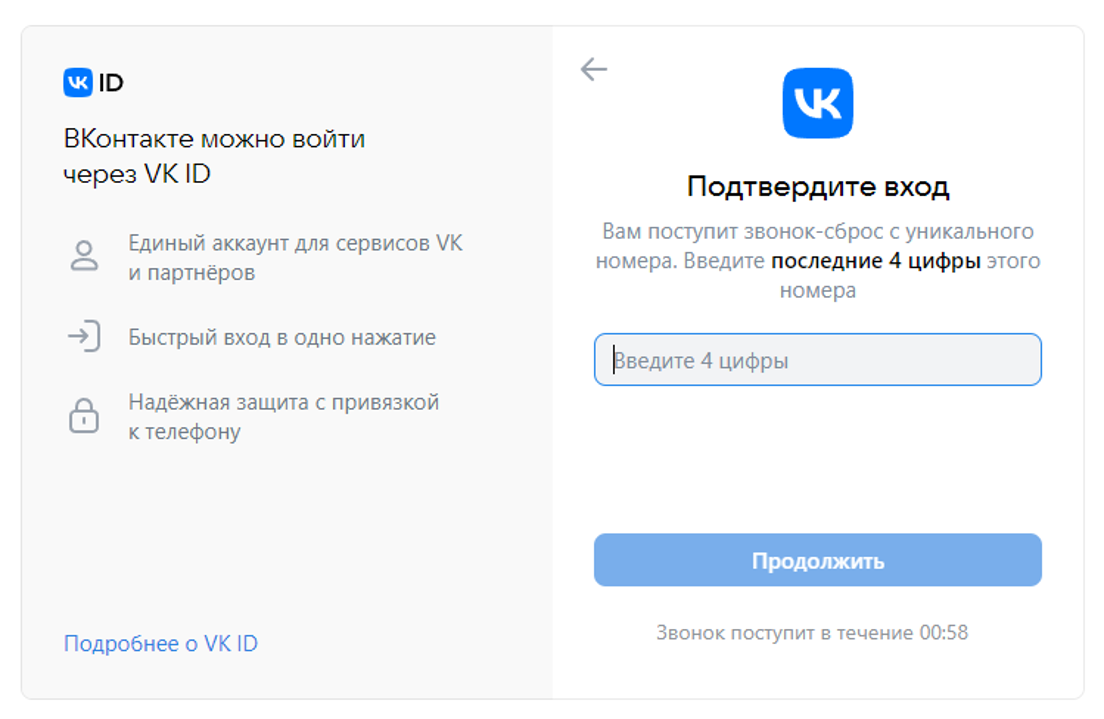 VK ID
ВКонтакте можно войти
через VK ID
Единый аккаунт для сервисов VK
и партнёров
Быстрый вход в одно нажатие
Надёжная защита с привязкой
к телефону
Подробнее о VK ID
VK
Подтвердите вход
Вам поступит звонок-сброс с уникального
номера. Введите последние 4 цифры этого
номера
Введите 4 цифры
Продолжить
Звонок поступит в течение 00:58